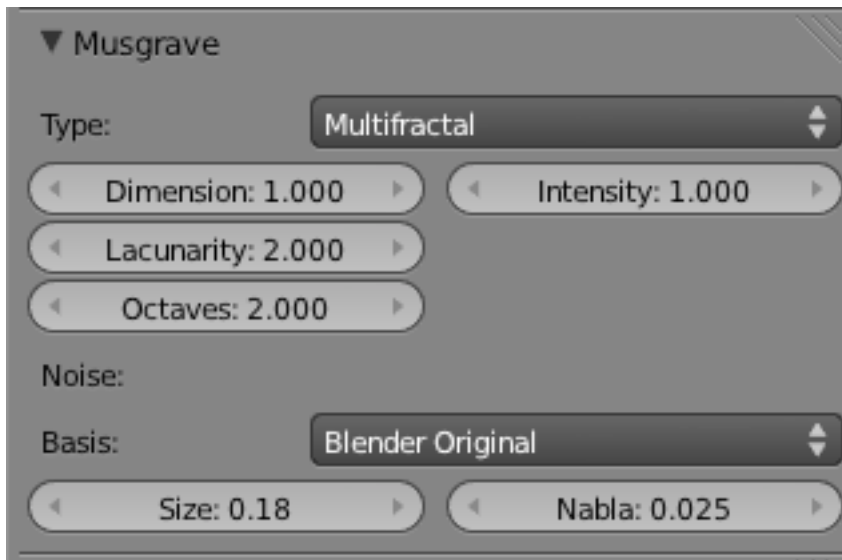 Musgrave
Type: Multifractal
Dimension: 1.000 Intensity: 1.000
Lacunarity: 2.000
Octaves: 2.000
Noise:
Basis: Blender Original
Size: 0.18 Nabla: 0.025